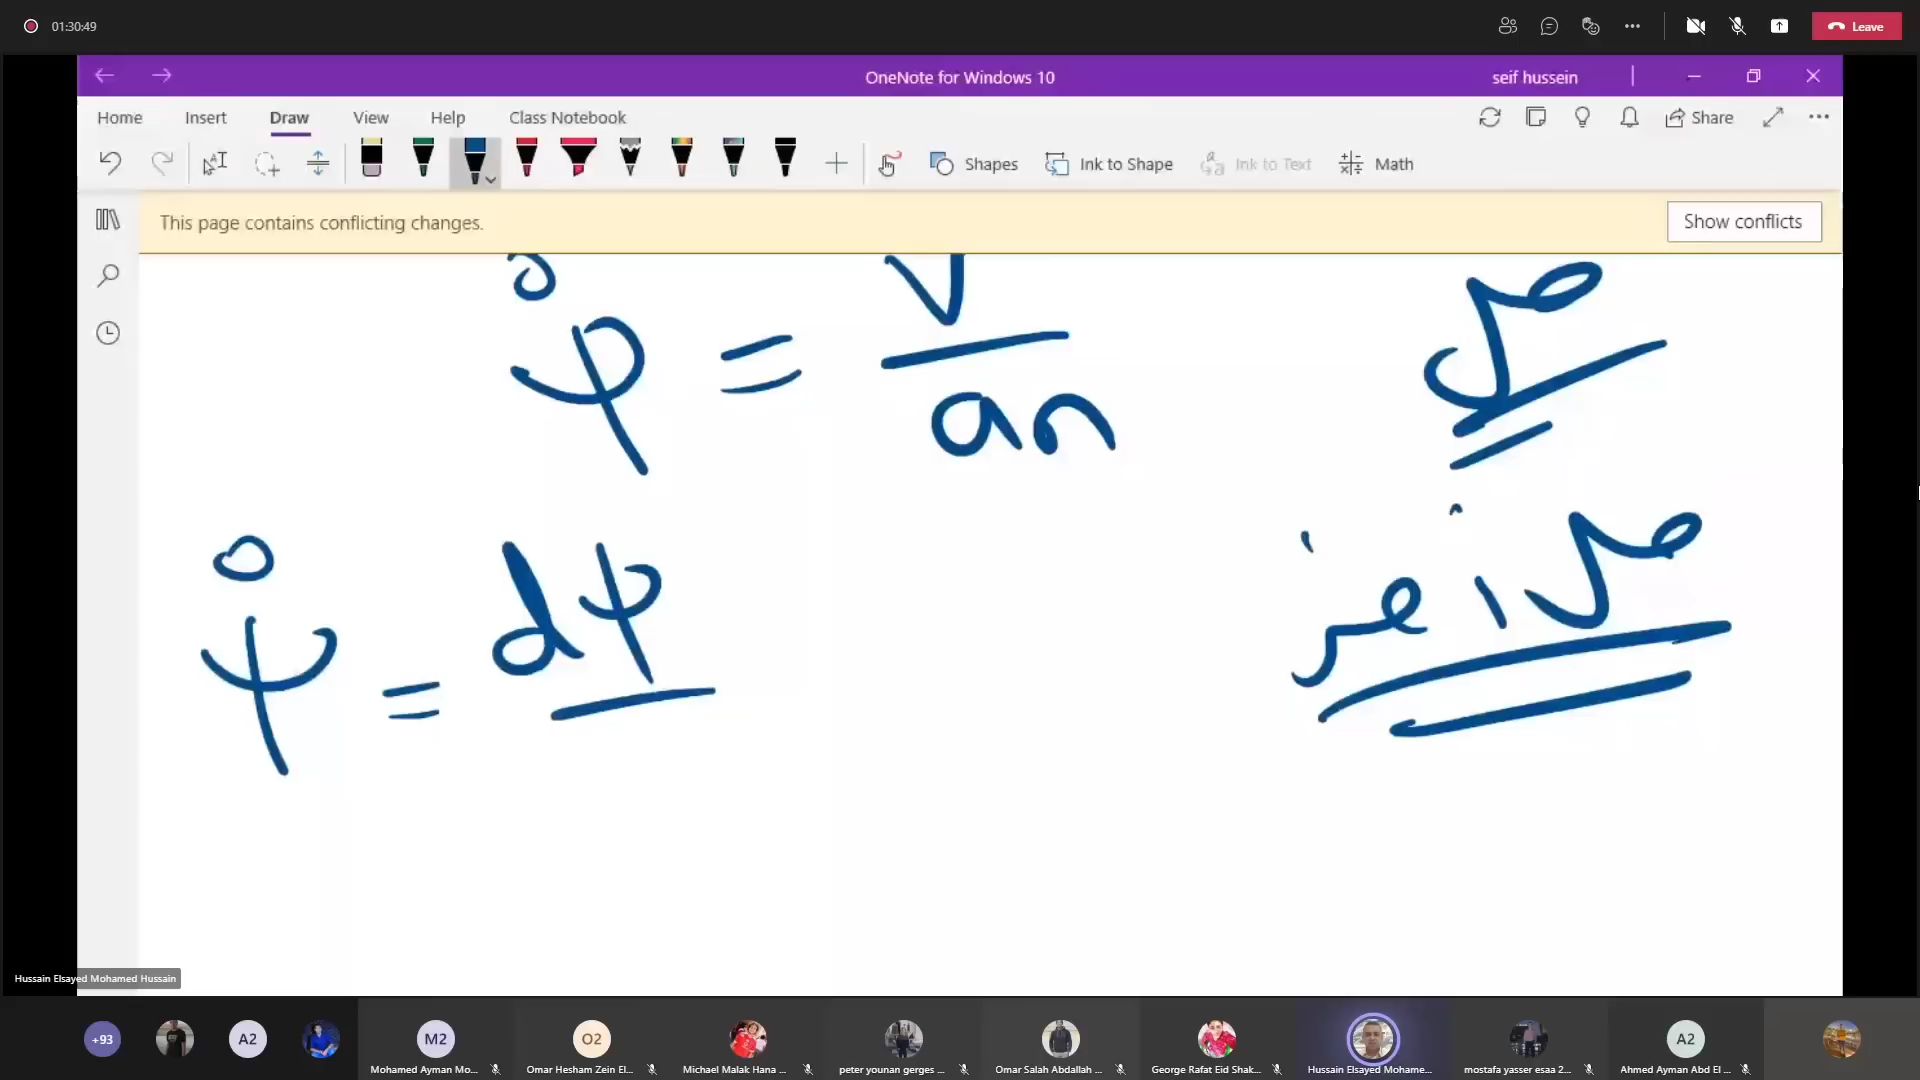 01:30:49
Leave
OneNote for Windows 10
seif hussein
Home Insert Draw View Help Class Notebook
Share
Shapes Ink to Shape Ink to Text Math
This page contains conflicting changes.
Show conflicts
φ = V / an
ψ° = dψ
Hussain Elsayed Mohamed Hussain
+93
A2
M2
O2
A2
Mohamed Ayman Mo...
Omar Hesham Zein El...
Michael Malak Hana ...
peter younan gerges ...
Omar Salah Abdallah ...
George Rafat Eid Shak...
Hussain Elsayed Mohame...
mostafa yasser esaa 2...
Ahmed Ayman Abd El ...